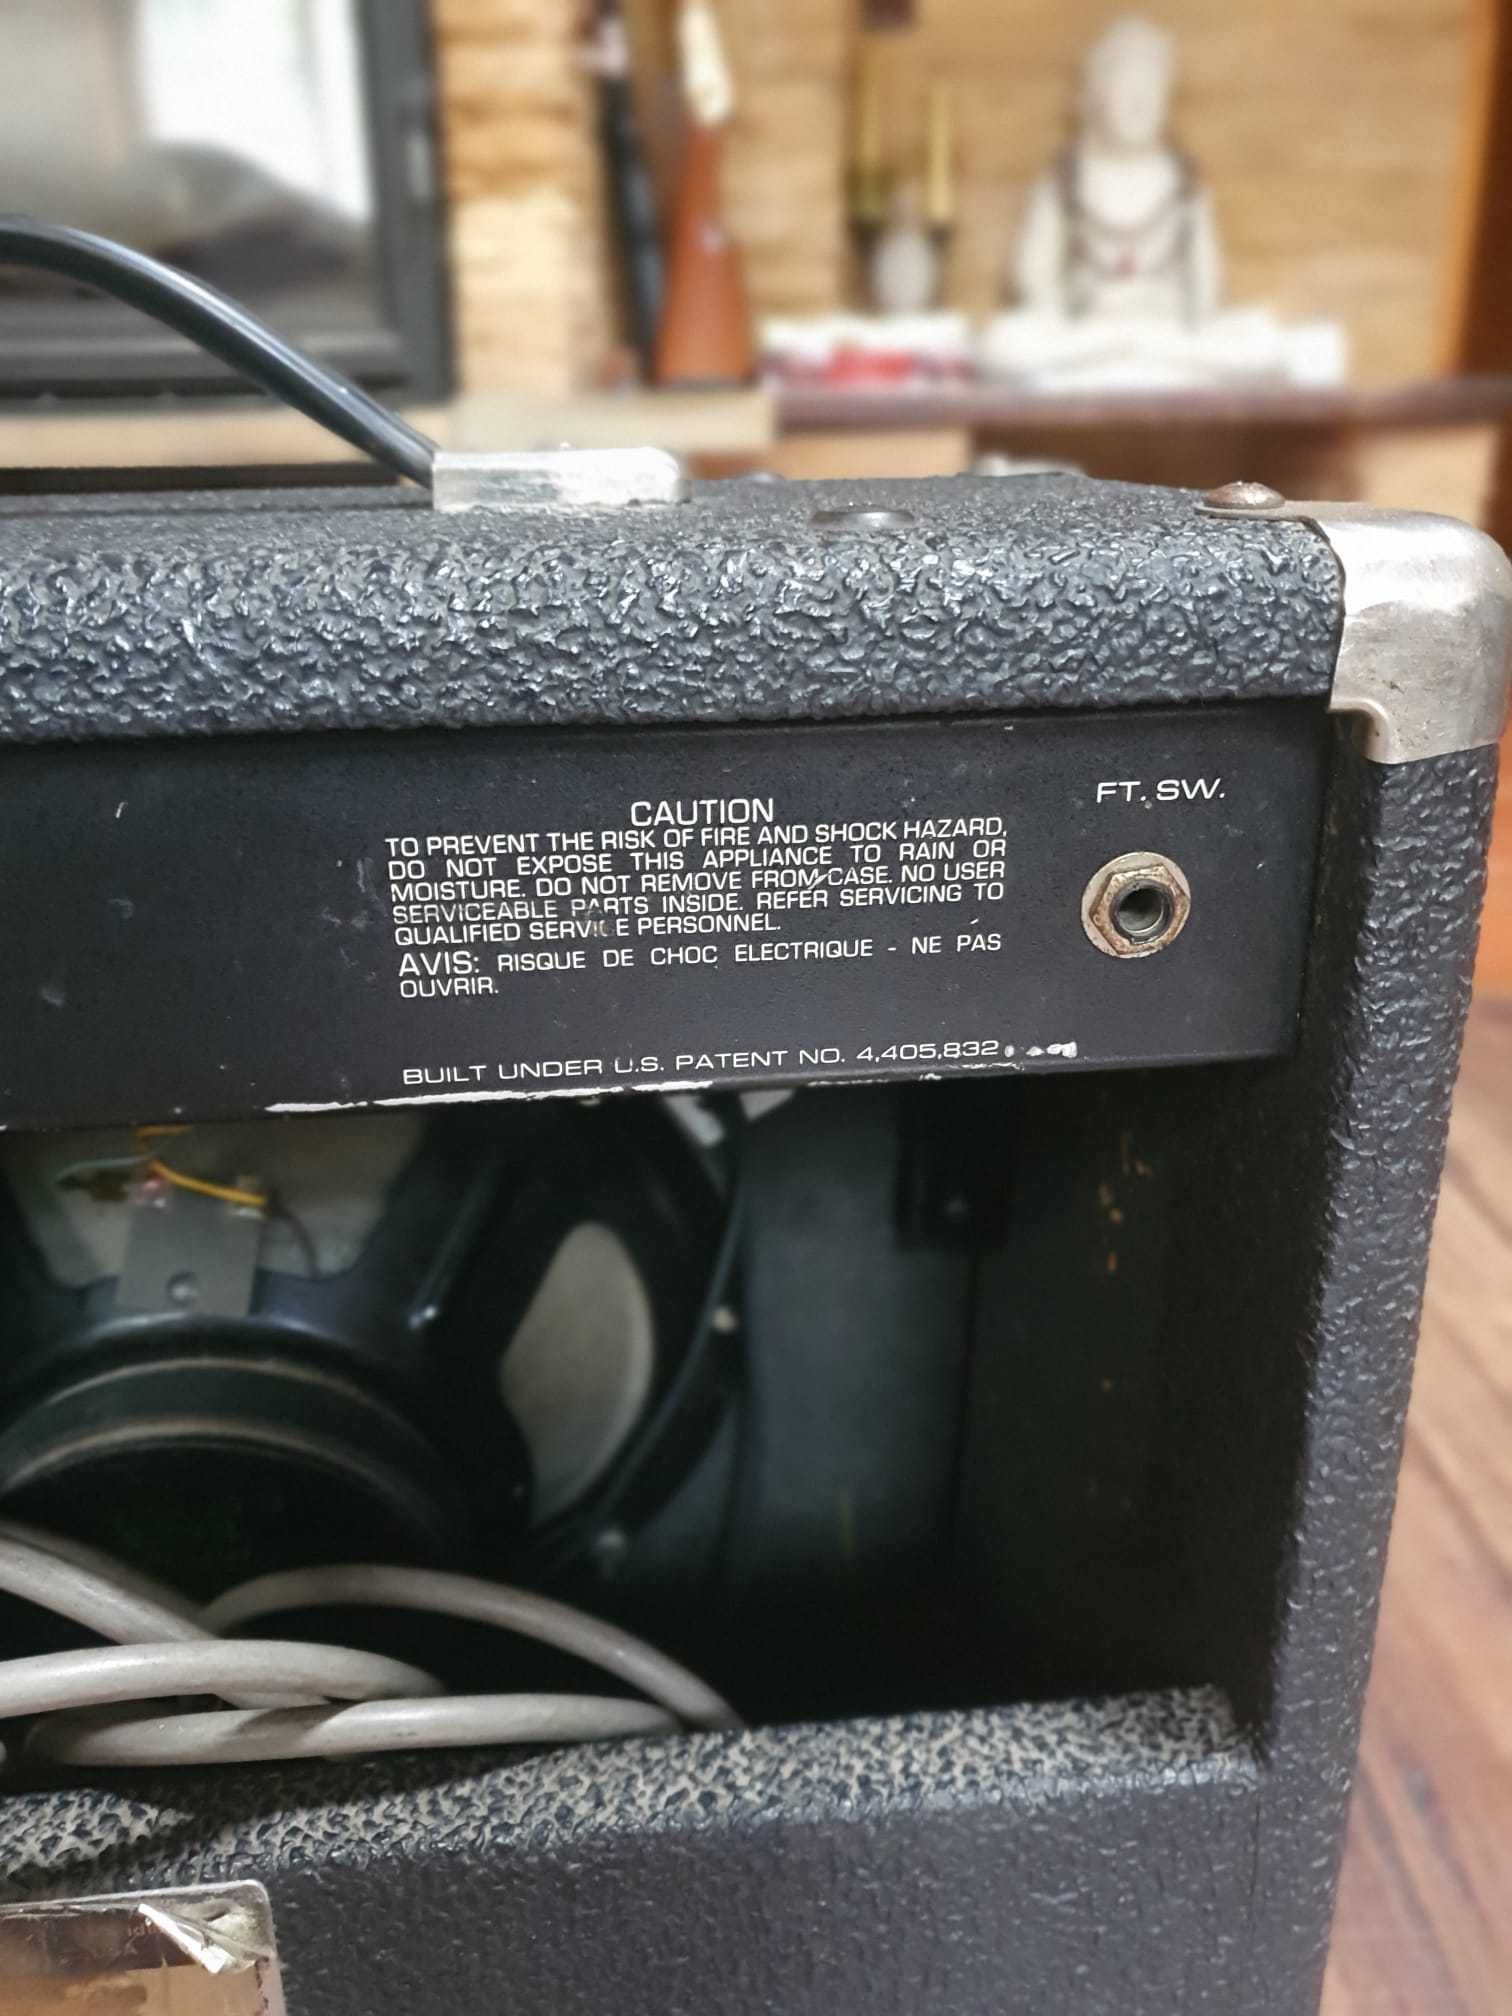 CAUTION
TO PREVENT THE RISK OF FIRE AND SHOCK HAZARD,
DO NOT EXPOSE THIS APPLIANCE TO RAIN OR
MOISTURE. DO NOT REMOVE FROM CASE. NO USER
SERVICEABLE PARTS INSIDE. REFER SERVICING TO
QUALIFIED SERVICE PERSONNEL.
AVIS: RISQUE DE CHOC ELECTRIQUE - NE PAS
OUVRIR.
BUILT UNDER U.S. PATENT NO. 4,405,832
FT. SW.